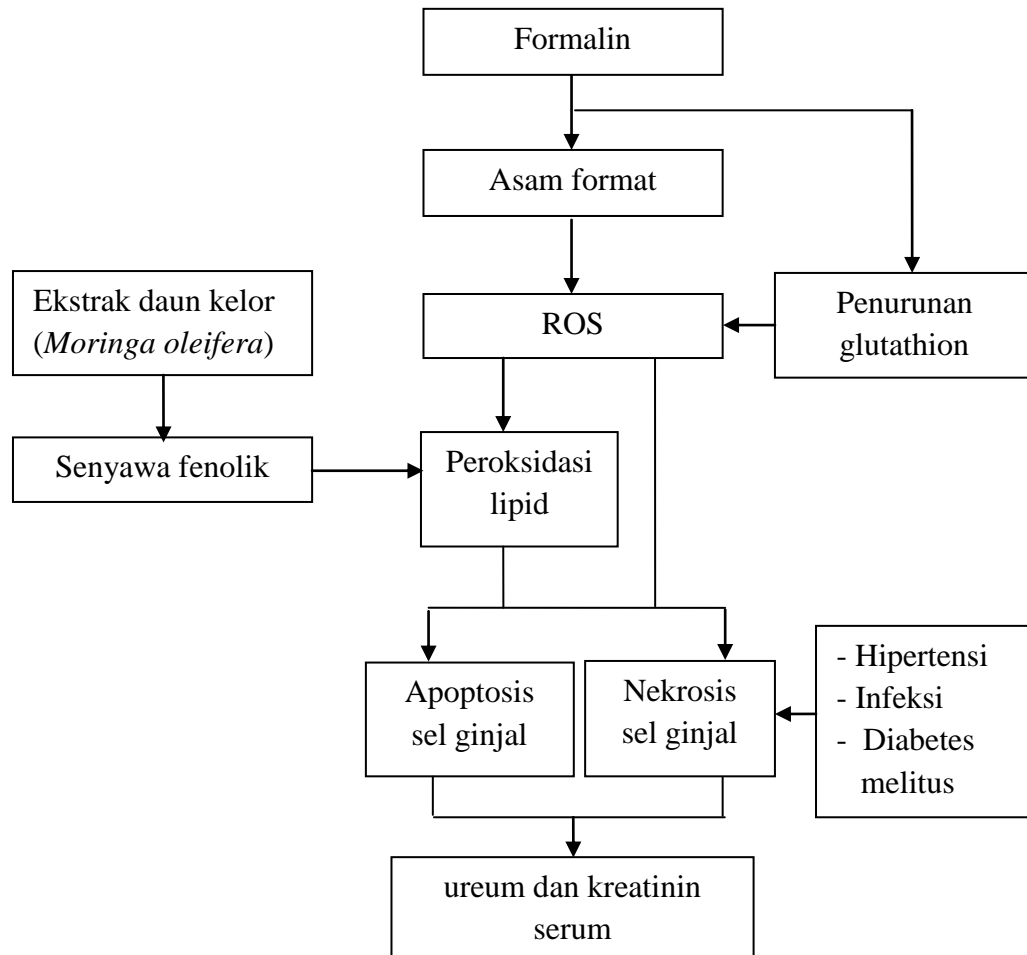 Formalin
Asam format
Ekstrak daun kelor
(Moringa oleifera)
ROS
Penurunan
glutathion
Senyawa fenolik
Peroksidasi
lipid
Apoptosis
sel ginjal
Nekrosis
sel ginjal
- Hipertensi
- Infeksi
- Diabetes
melitus
ureum dan kreatinin
serum